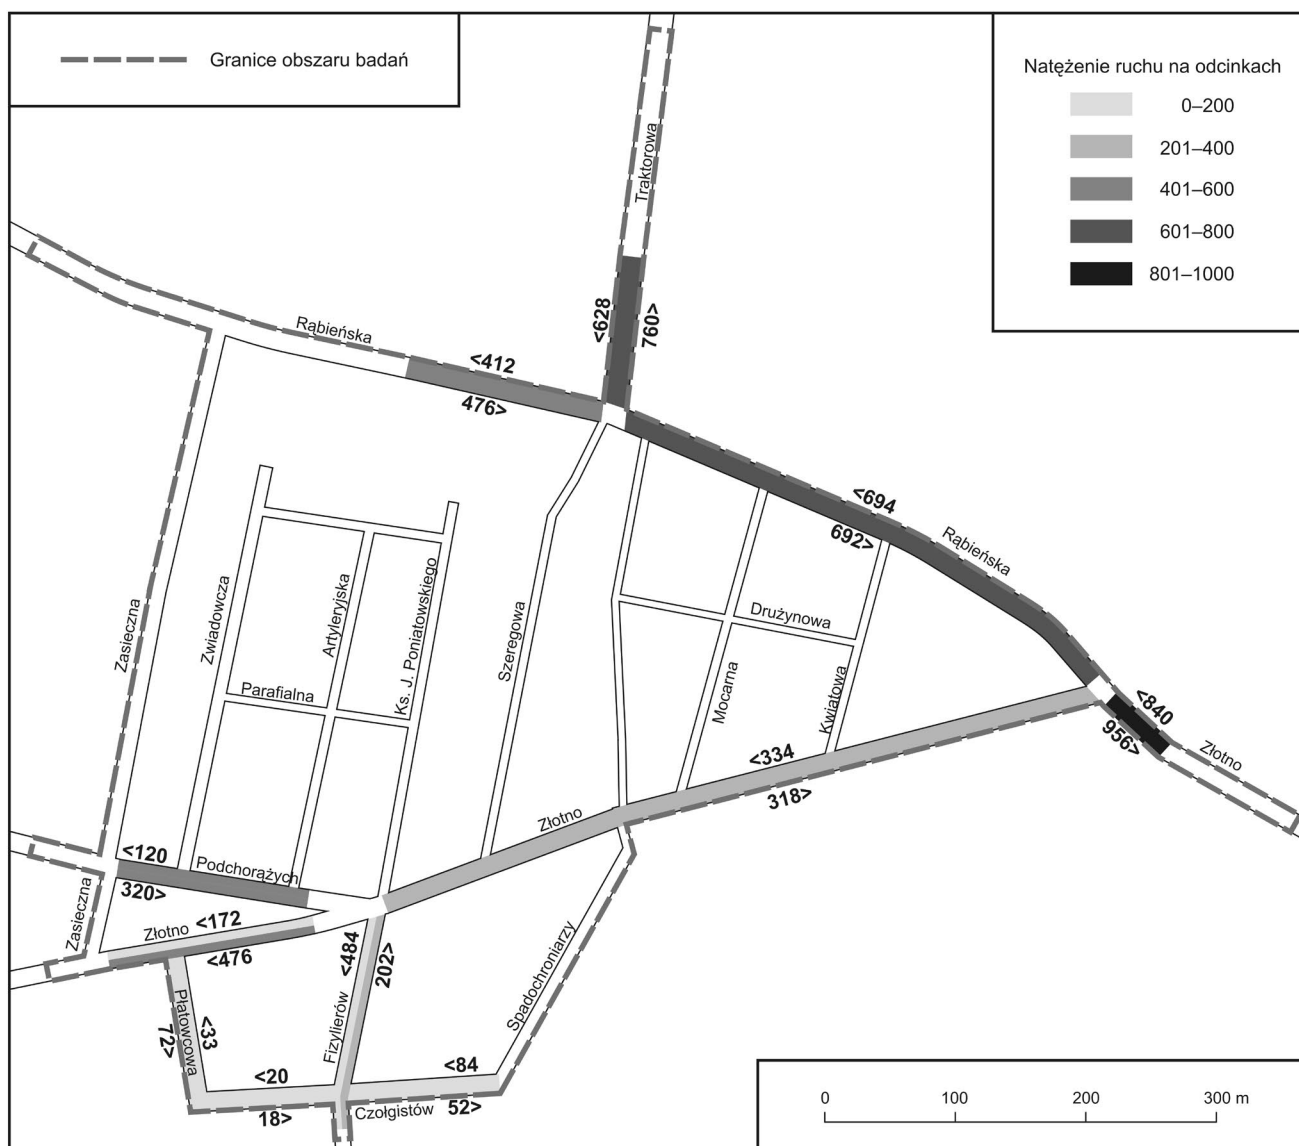 Granice obszaru badań
Natężenie ruchu na odcinkach
0–200
201–400
401–600
601–800
801–1000
Traktorowa
<628
760>
Rąbieńska
<412
476>
<694
692>
Rąbieńska
Zasieczna
Zwiadowcza
Artyleryjska
Ks. J. Poniatowskiego
Szeregowa
Parafialna
Drużynowa
Mocarna
Kwiatowa
<840
956>
Złotno
<334
318>
Złotno
<120
320>
Podchorążych
Zasieczna
Złotno
<172
<476
<484
202>
Fizylierów
Spadochroniarzy
Płatowcowa
<33
72>
<20
18>
<84
52>
Czołgistów
0 100 200 300 m